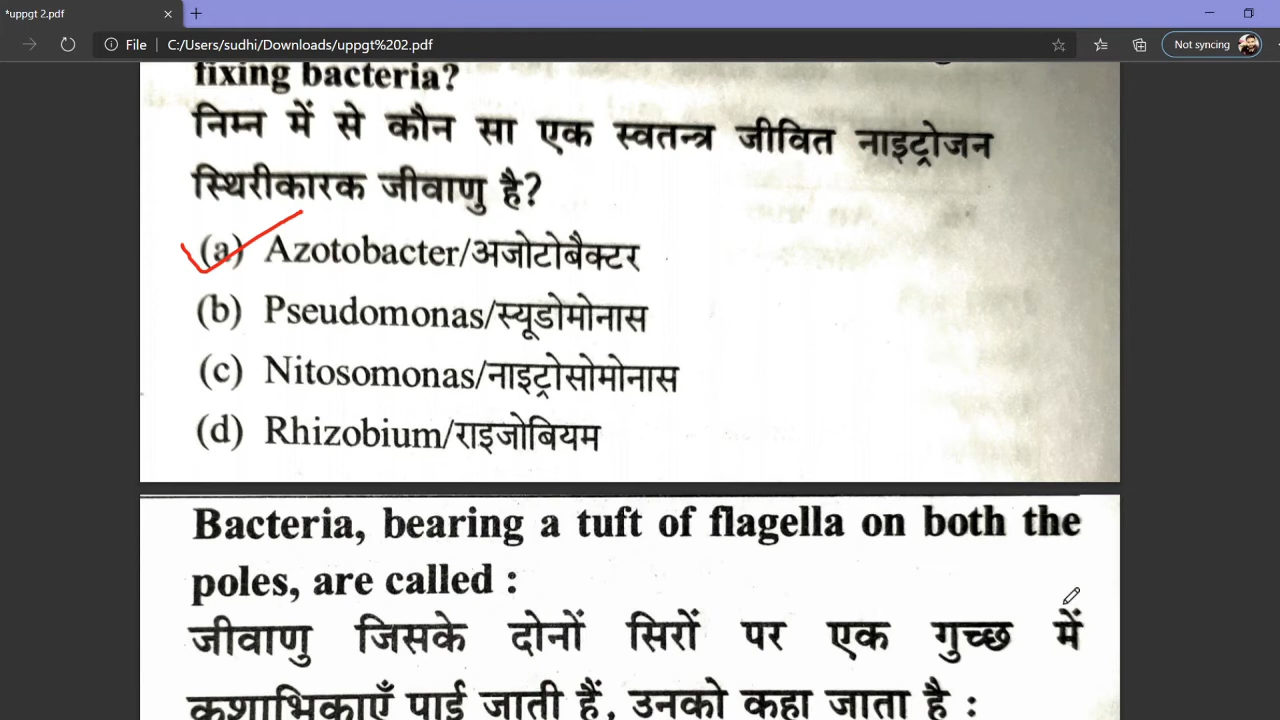 *uppgt 2.pdf
File C:/Users/sudhi/Downloads/uppgt%202.pdf Not syncing
fixing bacteria?
निम्न में से कौन सा एक स्वतन्त्र जीवित नाइट्रोजन
स्थिरीकारक जीवाणु है?
(a) Azotobacter/अजोटोबैक्टर
(b) Pseudomonas/स्यूडोमोनास
(c) Nitosomonas/नाइट्रोसोमोनास
(d) Rhizobium/राइजोबियम
Bacteria, bearing a tuft of flagella on both the
poles, are called :
जीवाणु जिसके दोनों सिरों पर एक गुच्छ में
कशाभिकाएँ पाई जाती हैं, उनको कहा जाता है :